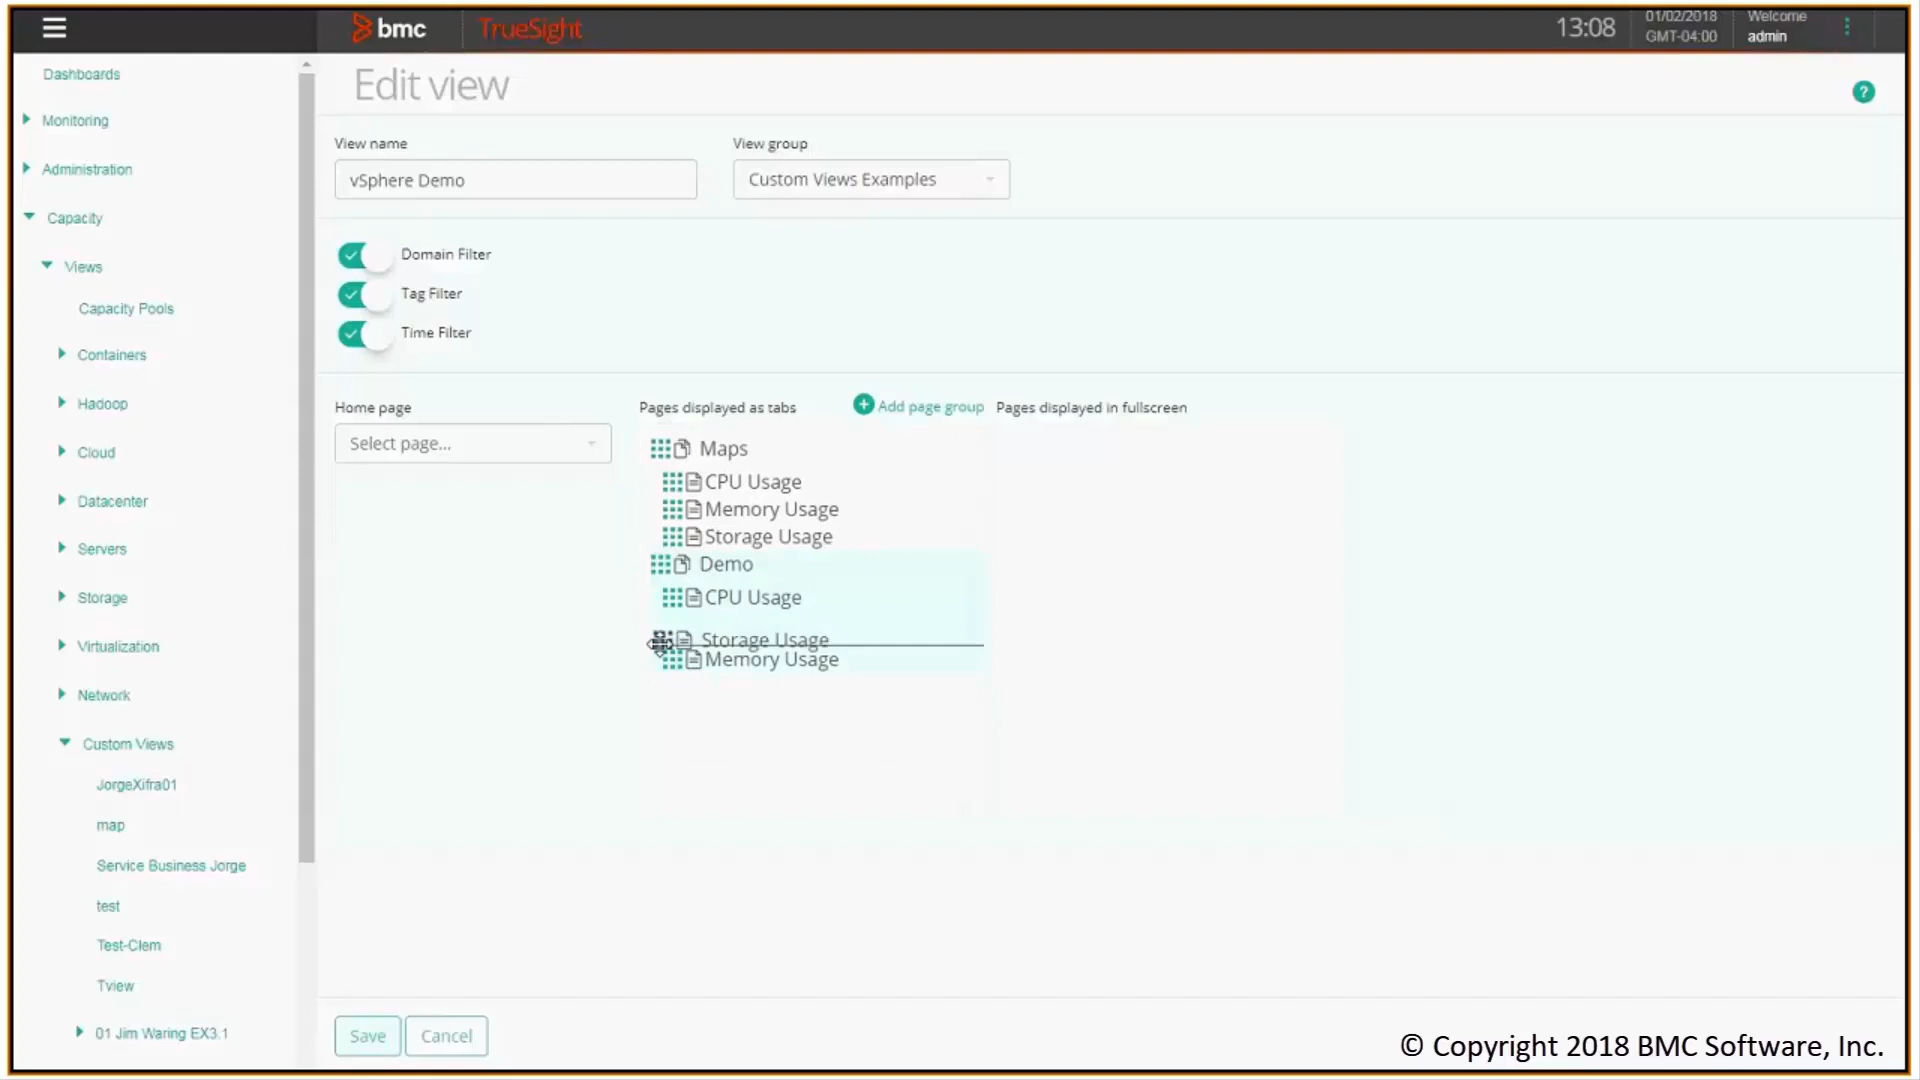 bmc
TrueSight
13:08
01/02/2018
GMT-04:00
Welcome
admin
Dashboards
Monitoring
Administration
Capacity
Views
Capacity Pools
Containers
Hadoop
Cloud
Datacenter
Servers
Storage
Virtualization
Network
Custom Views
JorgeXifra01
map
Service Business Jorge
test
Test-Clem
Tview
01 Jim Waring EX3.1
Edit view
?
View name
vSphere Demo
View group
Custom Views Examples
Domain Filter
Tag Filter
Time Filter
Home page
Select page...
Pages displayed as tabs
Add page group
Maps
CPU Usage
Memory Usage
Storage Usage
Demo
CPU Usage
Storage Usage
Memory Usage
Pages displayed in fullscreen
Save
Cancel
© Copyright 2018 BMC Software, Inc.